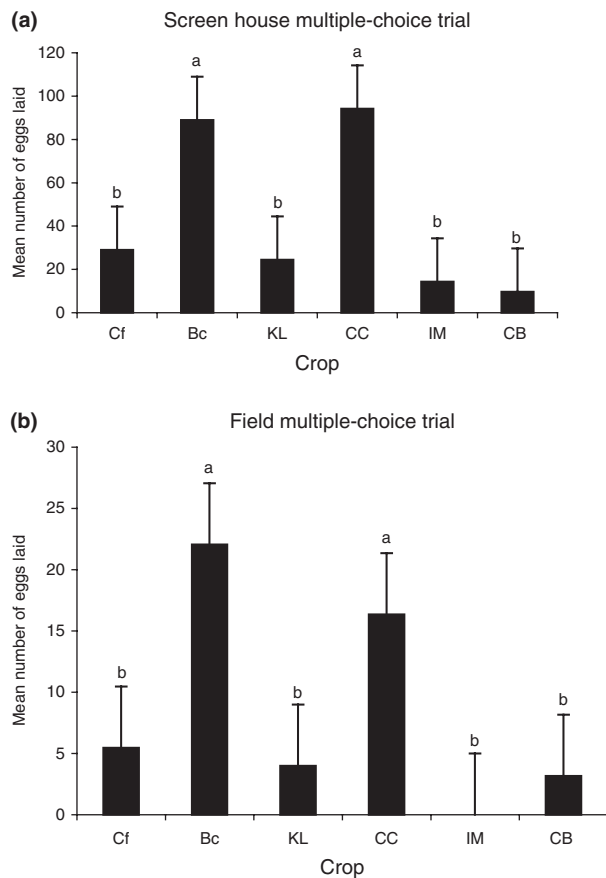 (a) Screen house multiple-choice trial
Mean number of eggs laid
120
100
80
60
40
20
0
b
a
b
a
b
b
Cf Bc KL CC IM CB
Crop
(b) Field multiple-choice trial
Mean number of eggs laid
30
25
20
15
10
5
0
b
a
b
a
b
b
Cf Bc KL CC IM CB
Crop